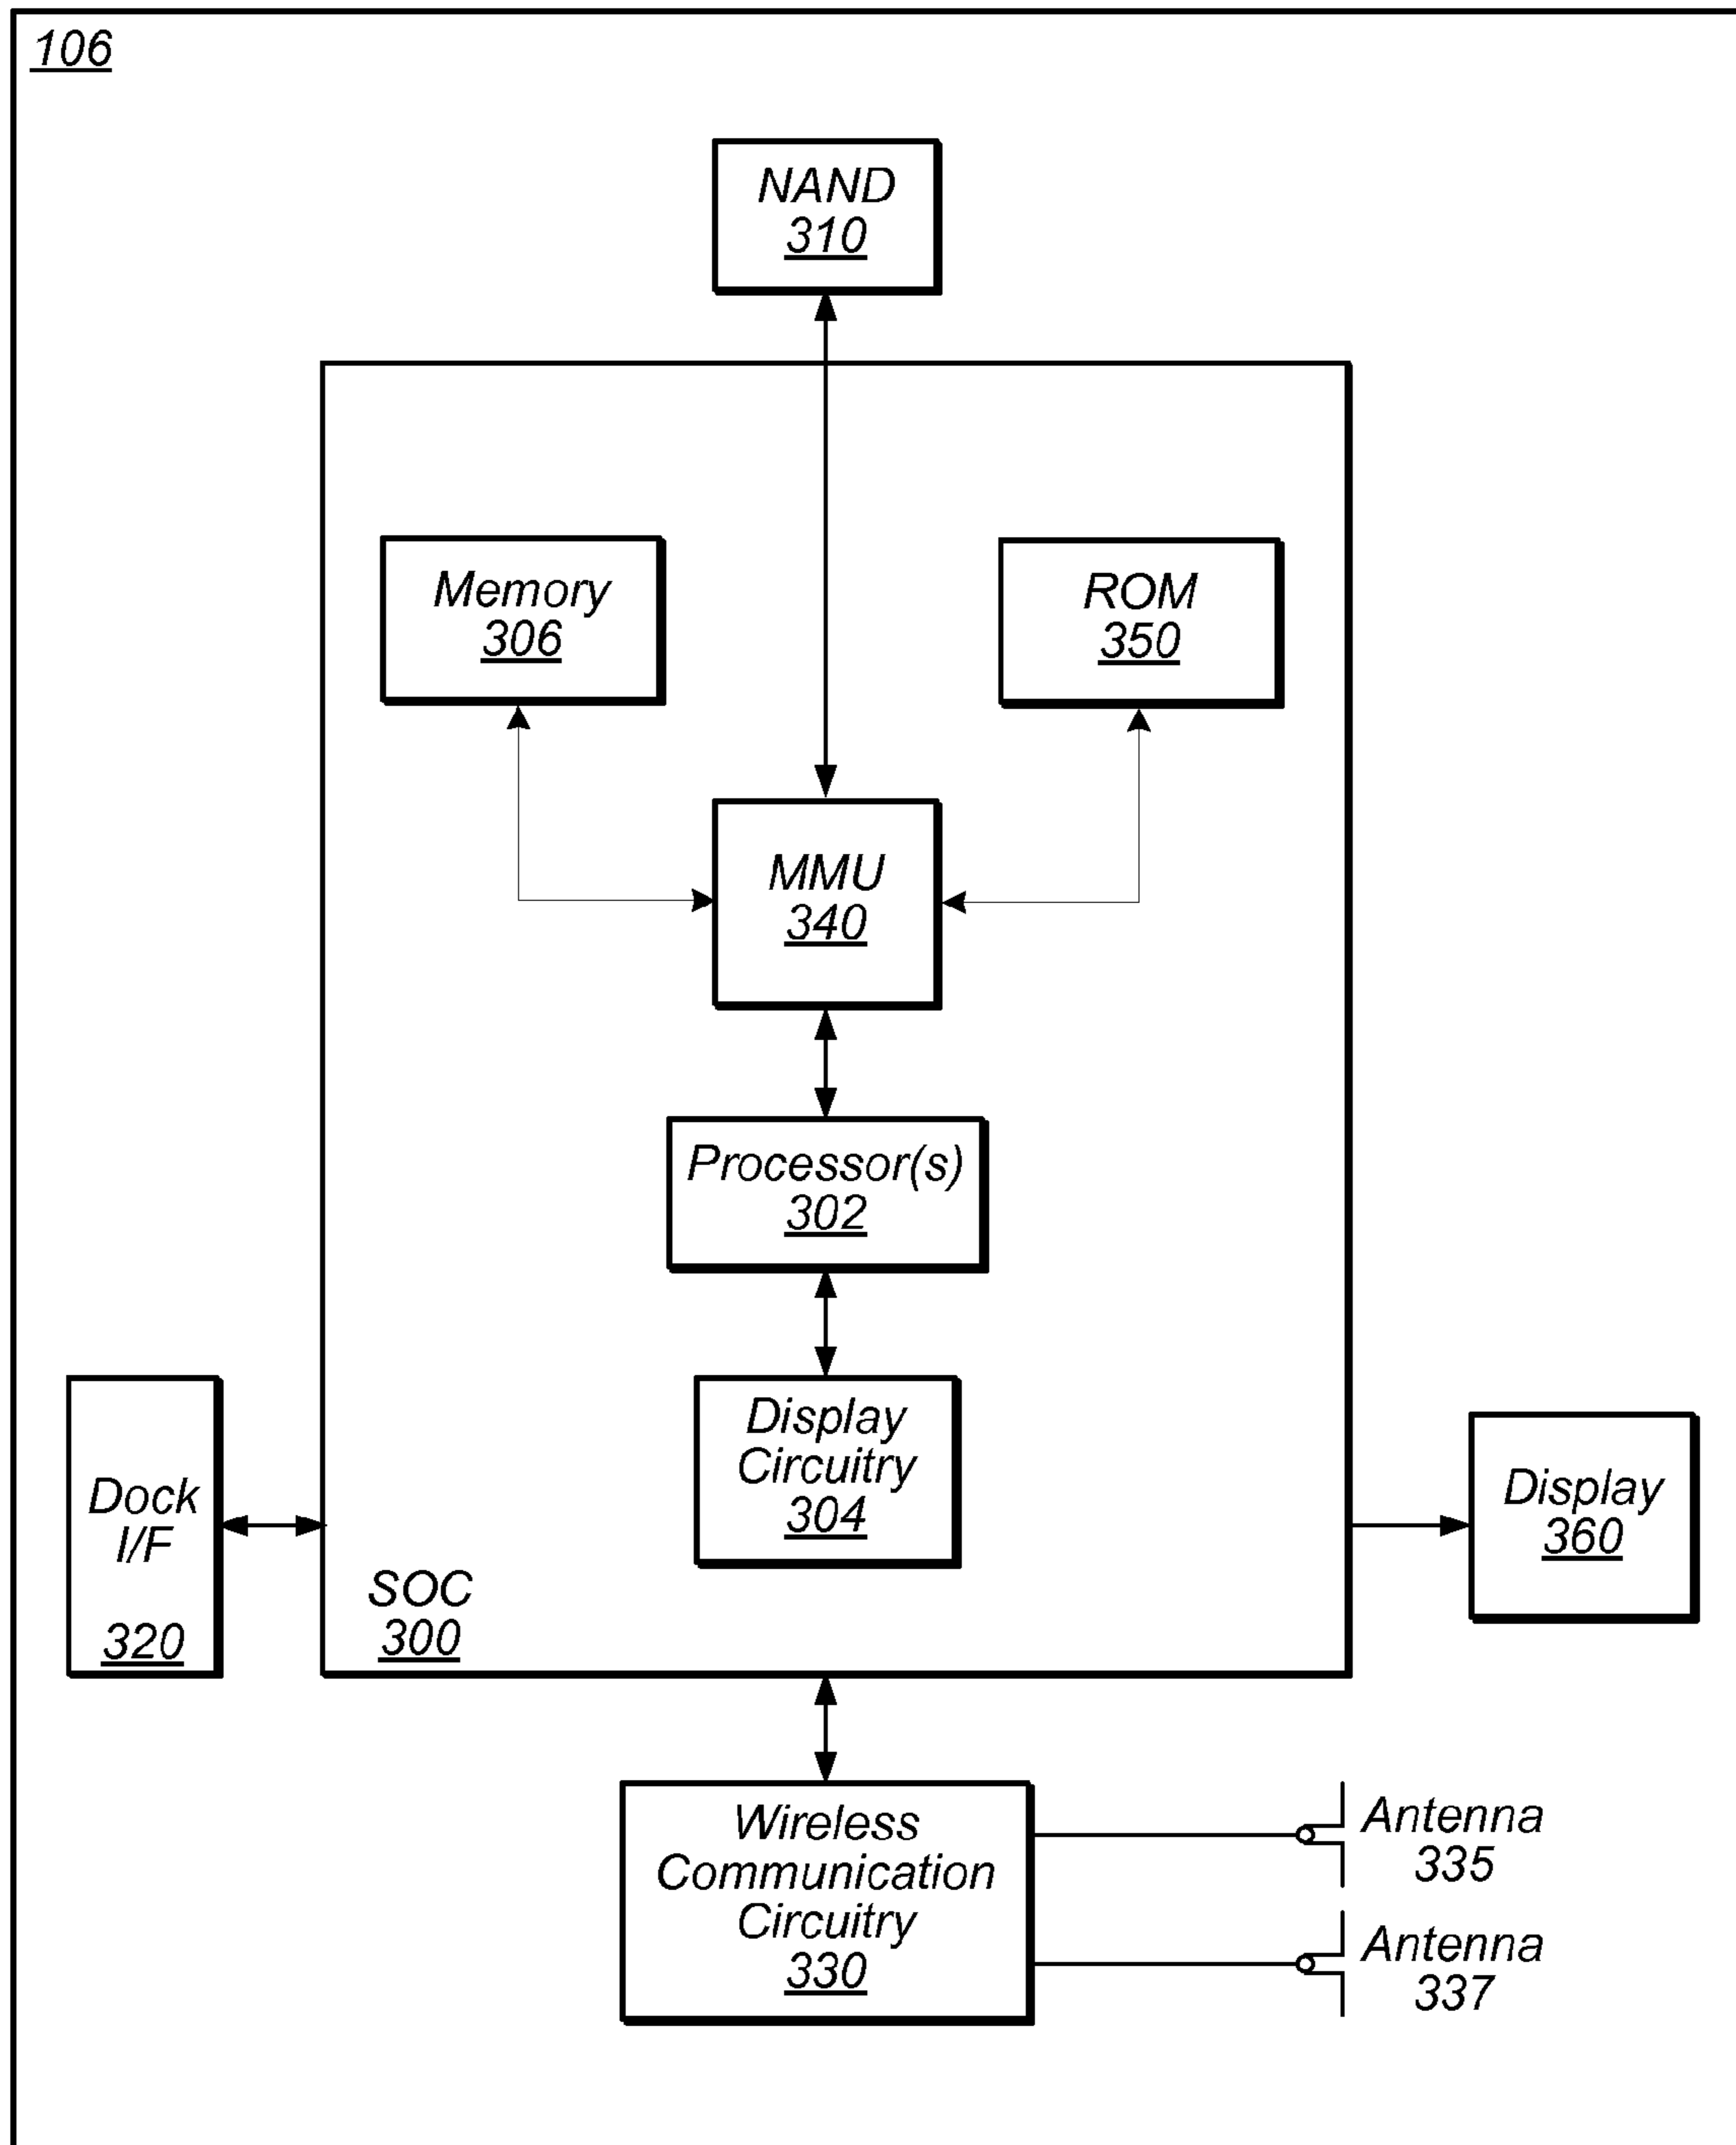 106
NAND
310
Memory
306
ROM
350
MMU
340
Processor(s)
302
Display
Circuitry
304
Dock
I/F
320
SOC
300
Display
360
Wireless
Communication
Circuitry
330
Antenna
335
Antenna
337